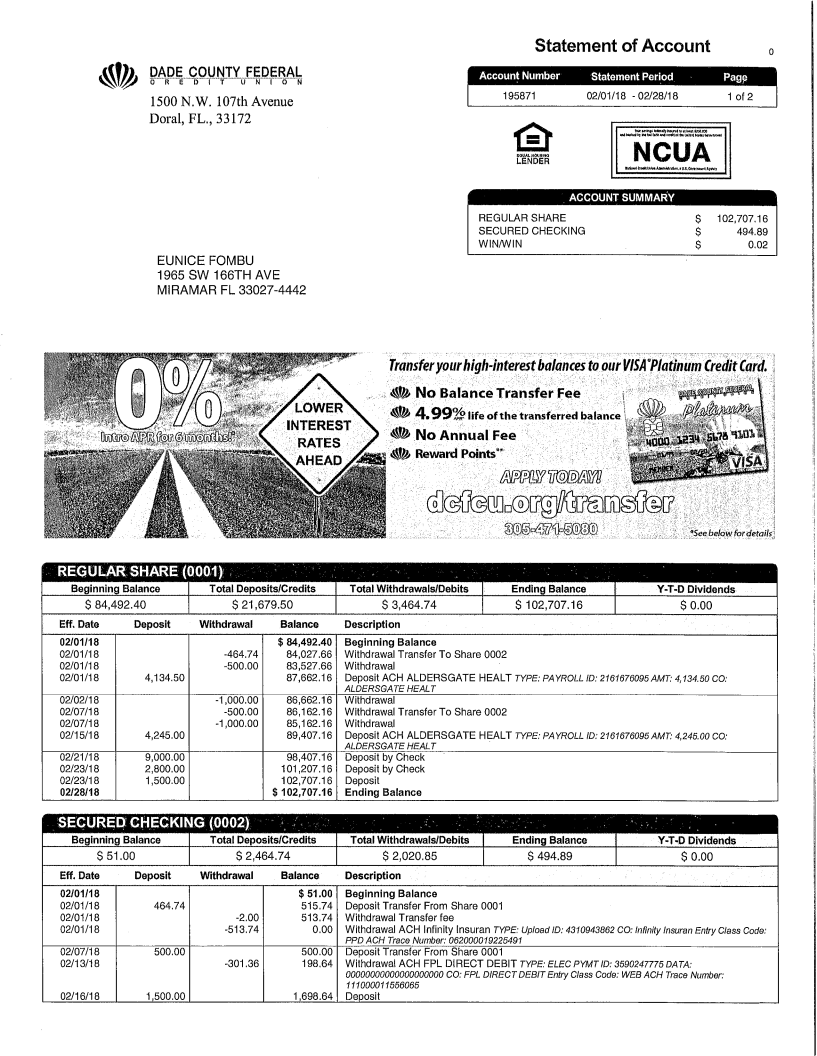 Statement of Account
0
DADE COUNTY FEDERAL
CREDIT UNION
1500 N.W. 107th Avenue
Doral, FL., 33172
Account Number Statement Period Page
195871 02/01/18 - 02/28/18 1 of 2
EQUAL HOUSING
LENDER
NCUA
National Credit Union Administration, a U.S. Government Agency
ACCOUNT SUMMARY
REGULAR SHARE $ 102,707.16
SECURED CHECKING $ 494.89
WIN/WIN $ 0.02
EUNICE FOMBU
1965 SW 166TH AVE
MIRAMAR FL 33027-4442
0%
Intro APR for 6 months!*
LOWER
INTEREST
RATES
AHEAD
Transfer your high-interest balances to our VISA® Platinum Credit Card.
No Balance Transfer Fee
4.99% life of the transferred balance
No Annual Fee
Reward Points**
APPLY TODAY!
dcfcu.org/transfer
305-471-5080
DADE COUNTY FEDERAL
Platinum
4000 1234 5678 9101
MEMBER
VISA
*See below for details
REGULAR SHARE (0001)
Beginning Balance Total Deposits/Credits Total Withdrawals/Debits Ending Balance Y-T-D Dividends
$ 84,492.40 $ 21,679.50 $ 3,464.74 $ 102,707.16 $ 0.00
Eff. Date Deposit Withdrawal Balance Description
02/01/18 $ 84,492.40 Beginning Balance
02/01/18 -464.74 84,027.66 Withdrawal Transfer To Share 0002
02/01/18 -500.00 83,527.66 Withdrawal
02/01/18 4,134.50 87,662.16 Deposit ACH ALDERSGATE HEALT TYPE: PAYROLL ID: 2161676095 AMT: 4,134.50 CO:
ALDERSGATE HEALT
02/02/18 -1,000.00 86,662.16 Withdrawal
02/07/18 -500.00 86,162.16 Withdrawal Transfer To Share 0002
02/07/18 -1,000.00 85,162.16 Withdrawal
02/15/18 4,245.00 89,407.16 Deposit ACH ALDERSGATE HEALT TYPE: PAYROLL ID: 2161676095 AMT: 4,245.00 CO:
ALDERSGATE HEALT
02/21/18 9,000.00 98,407.16 Deposit by Check
02/23/18 2,800.00 101,207.16 Deposit by Check
02/23/18 1,500.00 102,707.16 Deposit
02/28/18 $ 102,707.16 Ending Balance
SECURED CHECKING (0002)
Beginning Balance Total Deposits/Credits Total Withdrawals/Debits Ending Balance Y-T-D Dividends
$ 51.00 $ 2,464.74 $ 2,020.85 $ 494.89 $ 0.00
Eff. Date Deposit Withdrawal Balance Description
02/01/18 $ 51.00 Beginning Balance
02/01/18 464.74 515.74 Deposit Transfer From Share 0001
02/01/18 -2.00 513.74 Withdrawal Transfer fee
02/01/18 -513.74 0.00 Withdrawal ACH Infinity Insuran TYPE: Upload ID: 4310943862 CO: Infinity Insuran Entry Class Code:
PPD ACH Trace Number: 062000019225491
02/07/18 500.00 500.00 Deposit Transfer From Share 0001
02/13/18 -301.36 198.64 Withdrawal ACH FPL DIRECT DEBIT TYPE: ELEC PYMT ID: 3590247775 DATA:
00000000000000000000 CO: FPL DIRECT DEBIT Entry Class Code: WEB ACH Trace Number:
111000011556065
02/16/18 1,500.00 1,698.64 Deposit